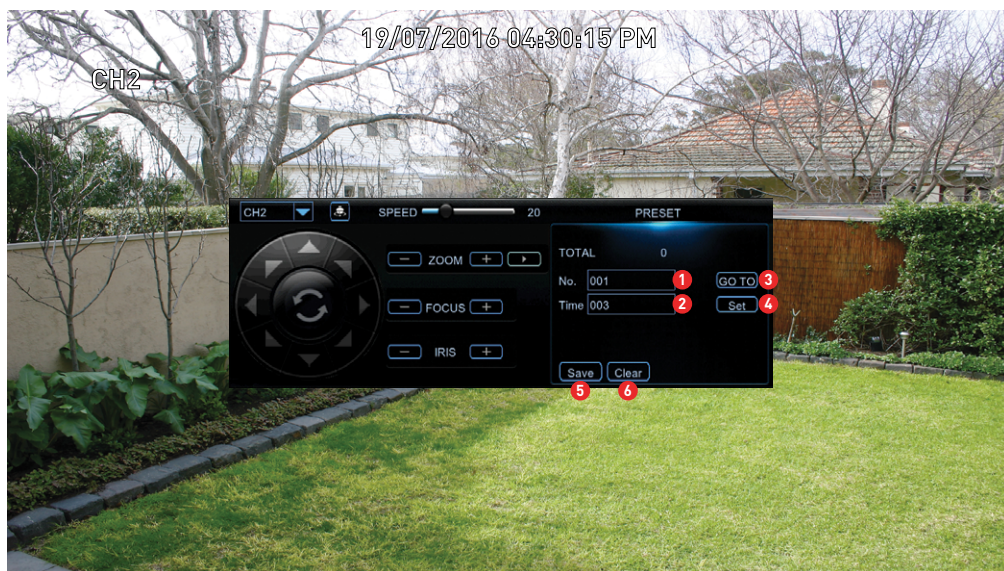 19/07/2016 04:30:15 PM
CH2
CH2 SPEED 20 PRESET
TOTAL 0
ZOOM
No. 001 1 GO TO 3
Time 003 2 Set 4
FOCUS
IRIS
Save Clear
5 6